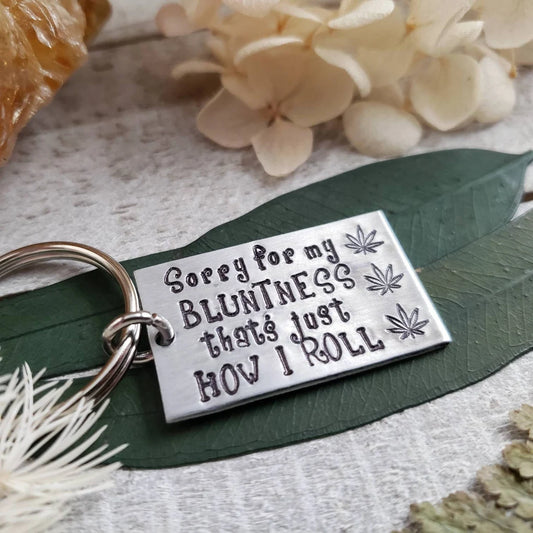 Sorry for my
BLUNTNESS
that's just
HOW I ROLL